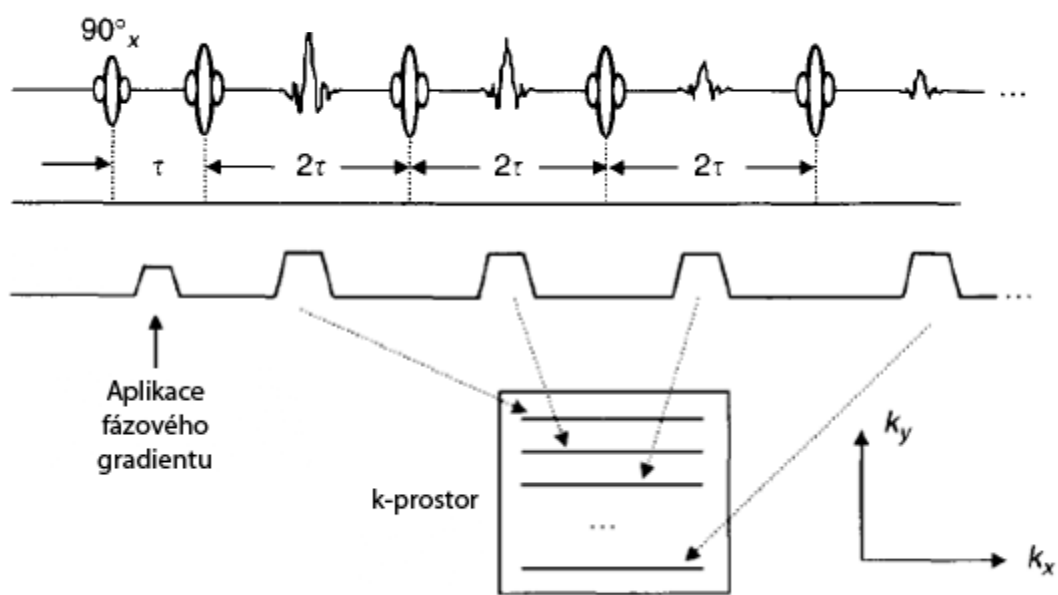 90°x
...
τ 2τ 2τ 2τ
...
Aplikace
fázového
gradientu
k-prostor
...
ky
kx